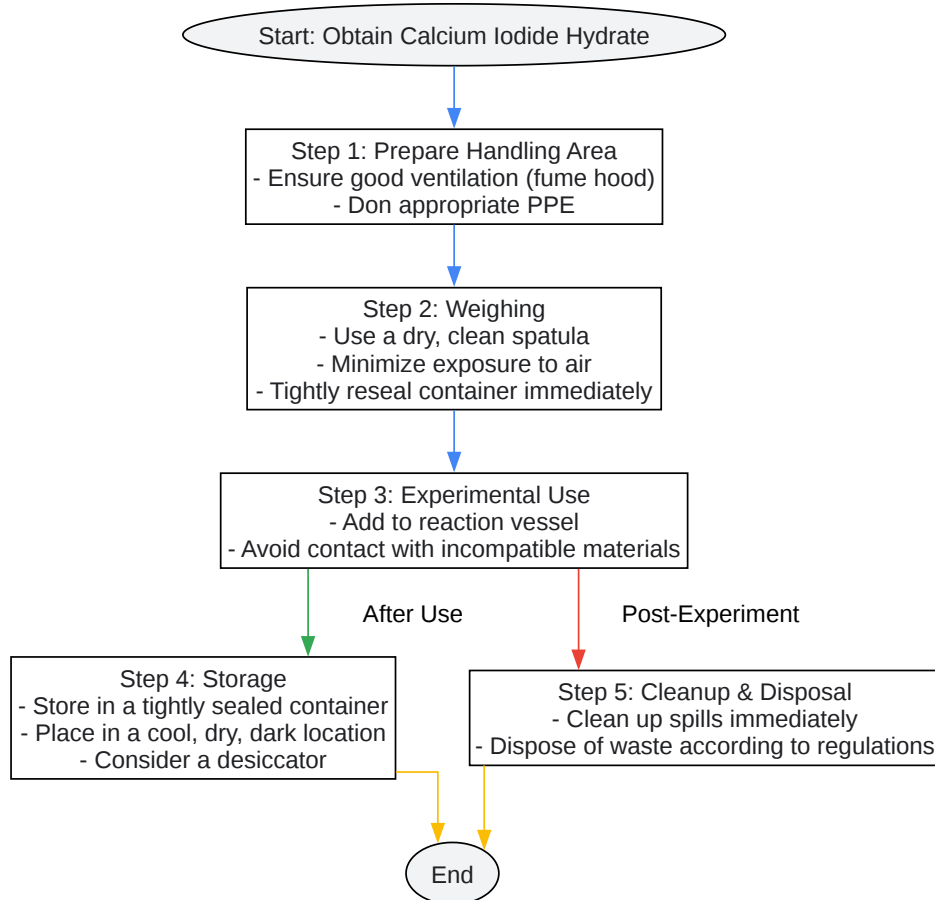 Start: Obtain Calcium Iodide Hydrate
Step 1: Prepare Handling Area
- Ensure good ventilation (fume hood)
- Don appropriate PPE
Step 2: Weighing
- Use a dry, clean spatula
- Minimize exposure to air
- Tightly reseal container immediately
Step 3: Experimental Use
- Add to reaction vessel
- Avoid contact with incompatible materials
After Use
Post-Experiment
Step 4: Storage
- Store in a tightly sealed container
- Place in a cool, dry, dark location
- Consider a desiccator
Step 5: Cleanup & Disposal
- Clean up spills immediately
- Dispose of waste according to regulations
End